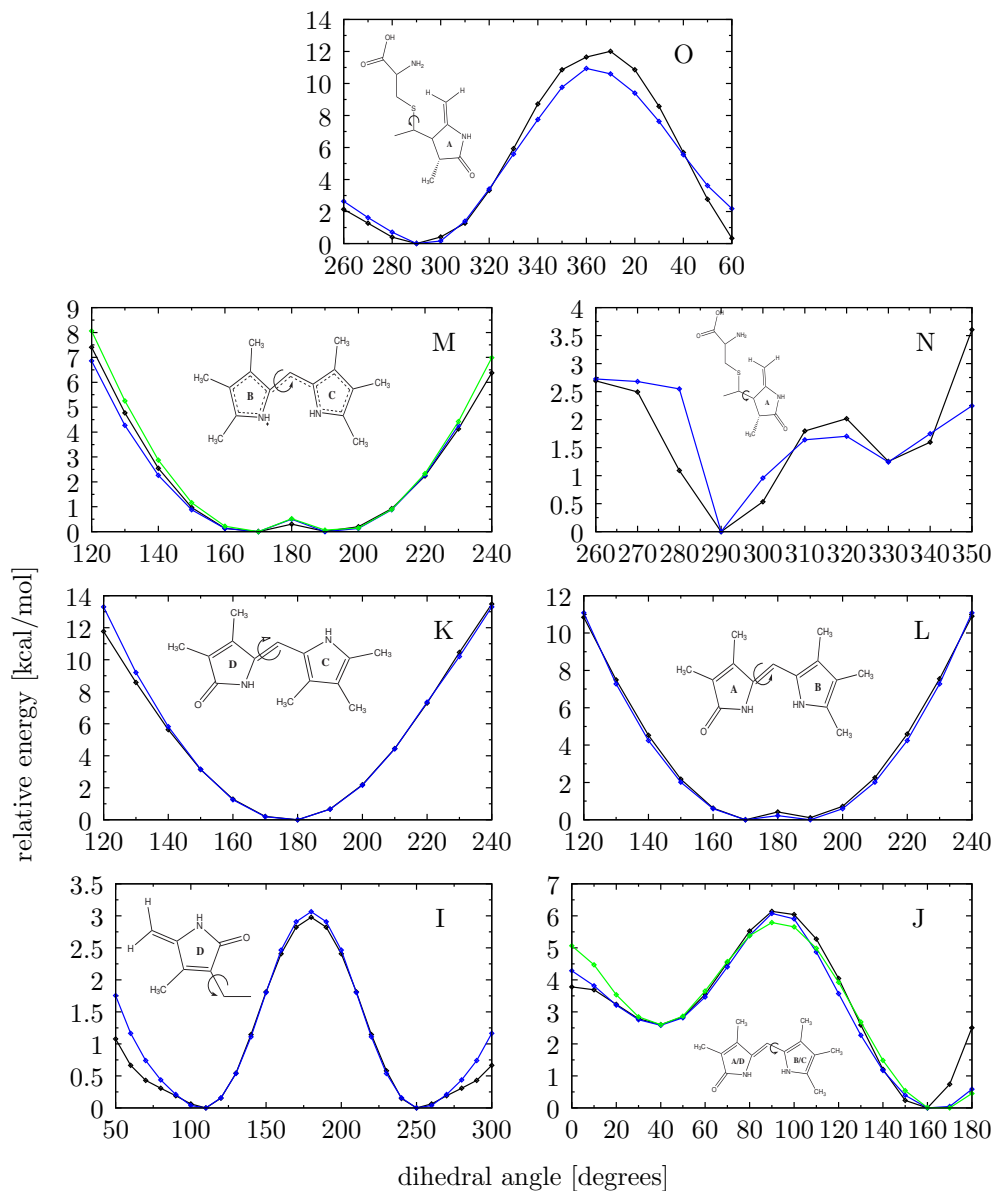 14
12
10
8
6
4
2
0
260 280 300 320 340 360 20 40 60
O
OH
O
NH₂
S
H H
NH
A
O
H₃C
9
8
7
6
5
4
3
2
1
0
120 140 160 180 200 220 240
M
CH₃ CH₃
H₃C CH₃
B C
NH HN
+
H₃C CH₃
4
3.5
3
2.5
2
1.5
1
0.5
0
260 270 280 290 300 310 320 330 340 350
N
OH
O
NH₂
S
H H
NH
A
O
H₃C
relative energy [kcal/mol]
14
12
10
8
6
4
2
0
120 140 160 180 200 220 240
K
CH₃
H
N
H₃C CH₃
D C
NH
O H₃C CH₃
12
10
8
6
4
2
0
120 140 160 180 200 220 240
L
CH₃ CH₃
H₃C CH₃
A B
NH HN
O CH₃
3.5
3
2.5
2
1.5
1
0.5
0
50 100 150 200 250 300
I
H
H
N
H O
D
H₃C
7
6
5
4
3
2
1
0
0 20 40 60 80 100 120 140 160 180
J
CH₃ CH₃
H₃C CH₃
A/D B/C
NH HN
O CH₃
dihedral angle [degrees]